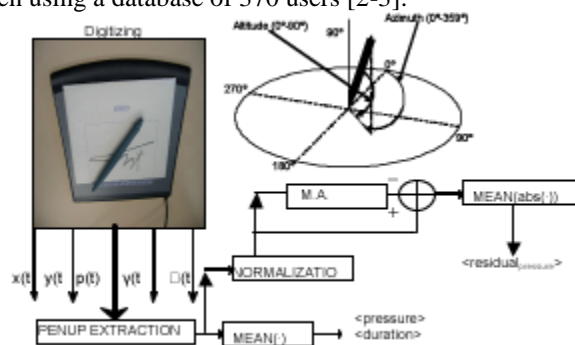 en using a database of 370 users [2-3].
Digitizing
Altitude (0°-90°)
Azimuth (0°-359°)
90°
0°
270°
90°
180°
M.A.
−
+
MEAN(abs(·))
<residual pressure>
x(t y(t p(t) γ(t (t
NORMALIZATIO
PENUP EXTRACTION
MEAN(·)
<pressure>
<duration>